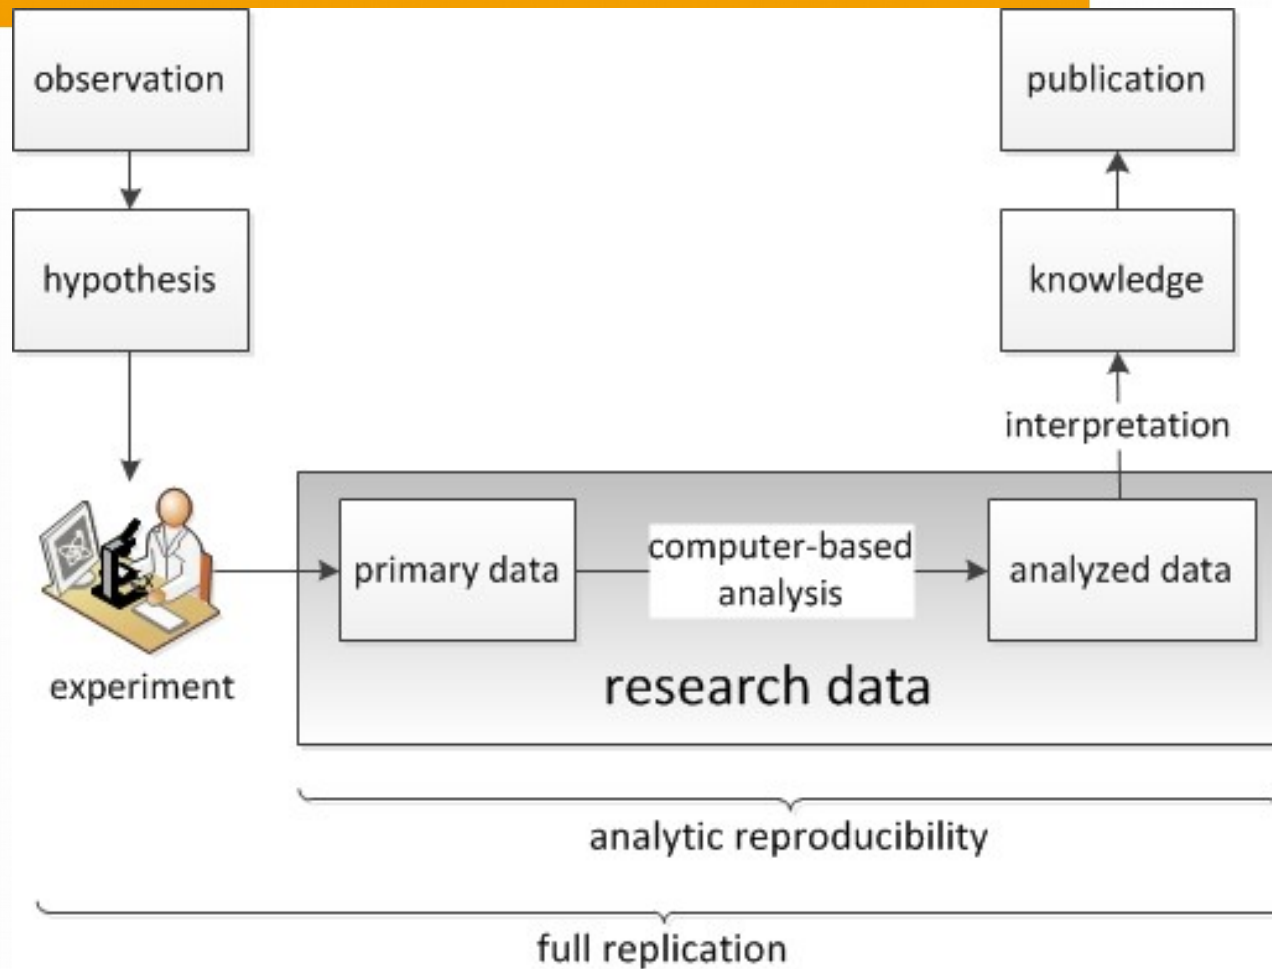 observation
publication
hypothesis
knowledge
interpretation
primary data
computer-based
analysis
analyzed data
experiment
research data
analytic reproducibility
full replication